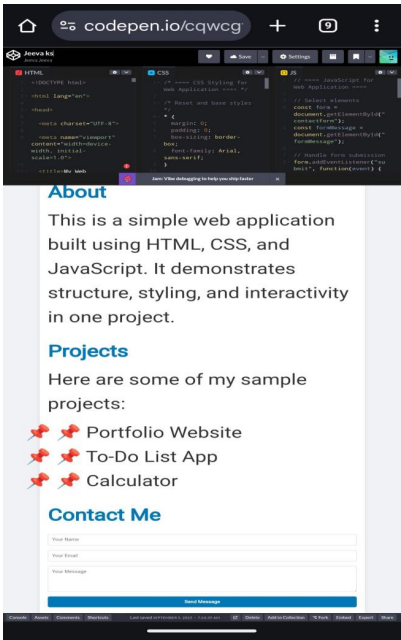 codepen.io/cqwcg
9
Jeeva ks
Jeeva Jeeva
Save
Settings
HTML
<!DOCTYPE html>
<html lang="en">
<head>
<meta charset="UTF-8">
<meta name="viewport"
content="width=device-
width, initial-
scale=1.0">
<title>My Web
CSS
/* ==== CSS Styling for
Web Application ==== */
/* Reset and base styles
*/
* {
margin: 0;
padding: 0;
box-sizing: border-
box;
font-family: Arial,
sans-serif;
}
JS
// ==== JavaScript for
Web Application ====
// Select elements
const form =
document.getElementById("
contactForm");
const formMessage =
document.getElementById("
formMessage");
// Handle form submission
form.addEventListener("su
bmit", function(event) {
Jam: Vibe debugging to help you ship faster
About
This is a simple web application
built using HTML, CSS, and
JavaScript. It demonstrates
structure, styling, and interactivity
in one project.
Projects
Here are some of my sample
projects:
📌 📌 Portfolio Website
📌 📌 To-Do List App
📌 📌 Calculator
Contact Me
Your Name
Your Email
Your Message
Send Message
Console Assets Comments Shortcuts Last saved Delete Add to Collection Fork Embed Export Share